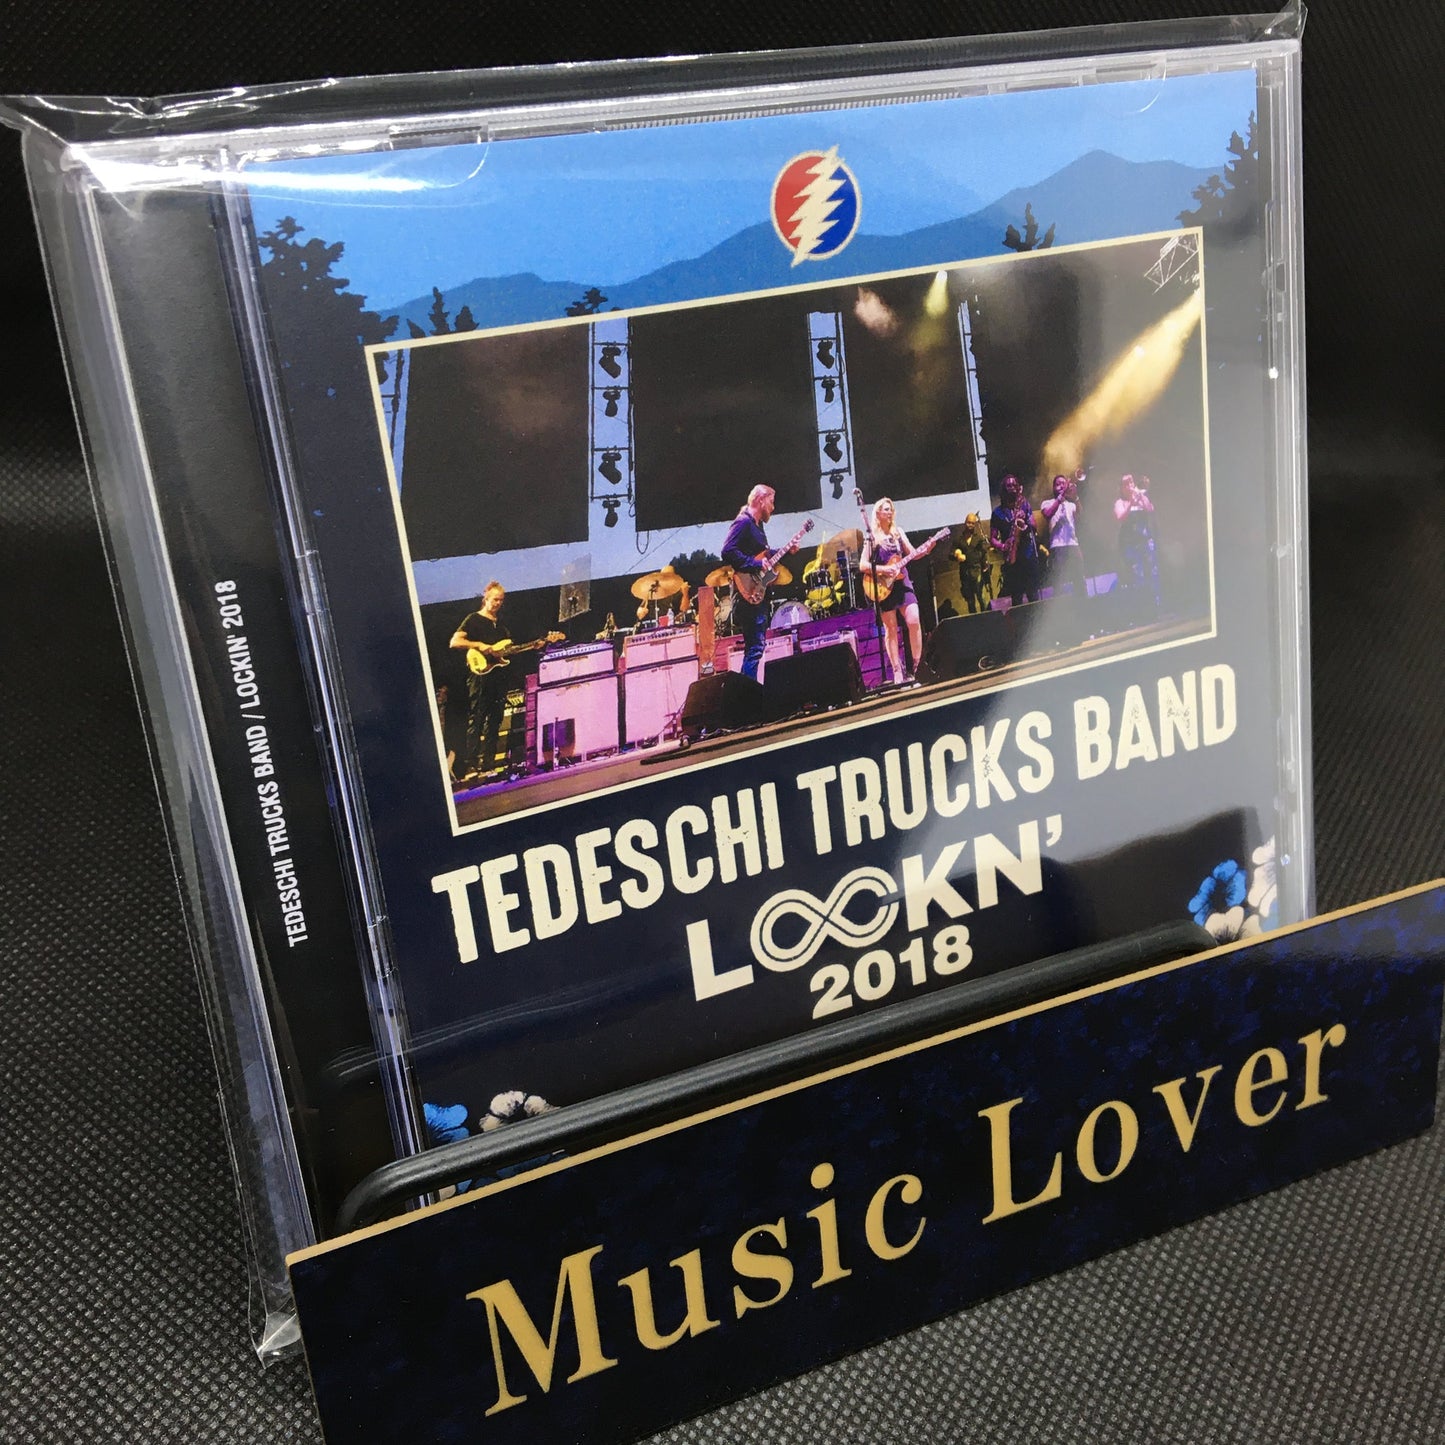 TEDESCHI TRUCKS BAND / LOCKIN' 2018
TEDESCHI TRUCKS BAND
LOCKN'
2018
Music Lover